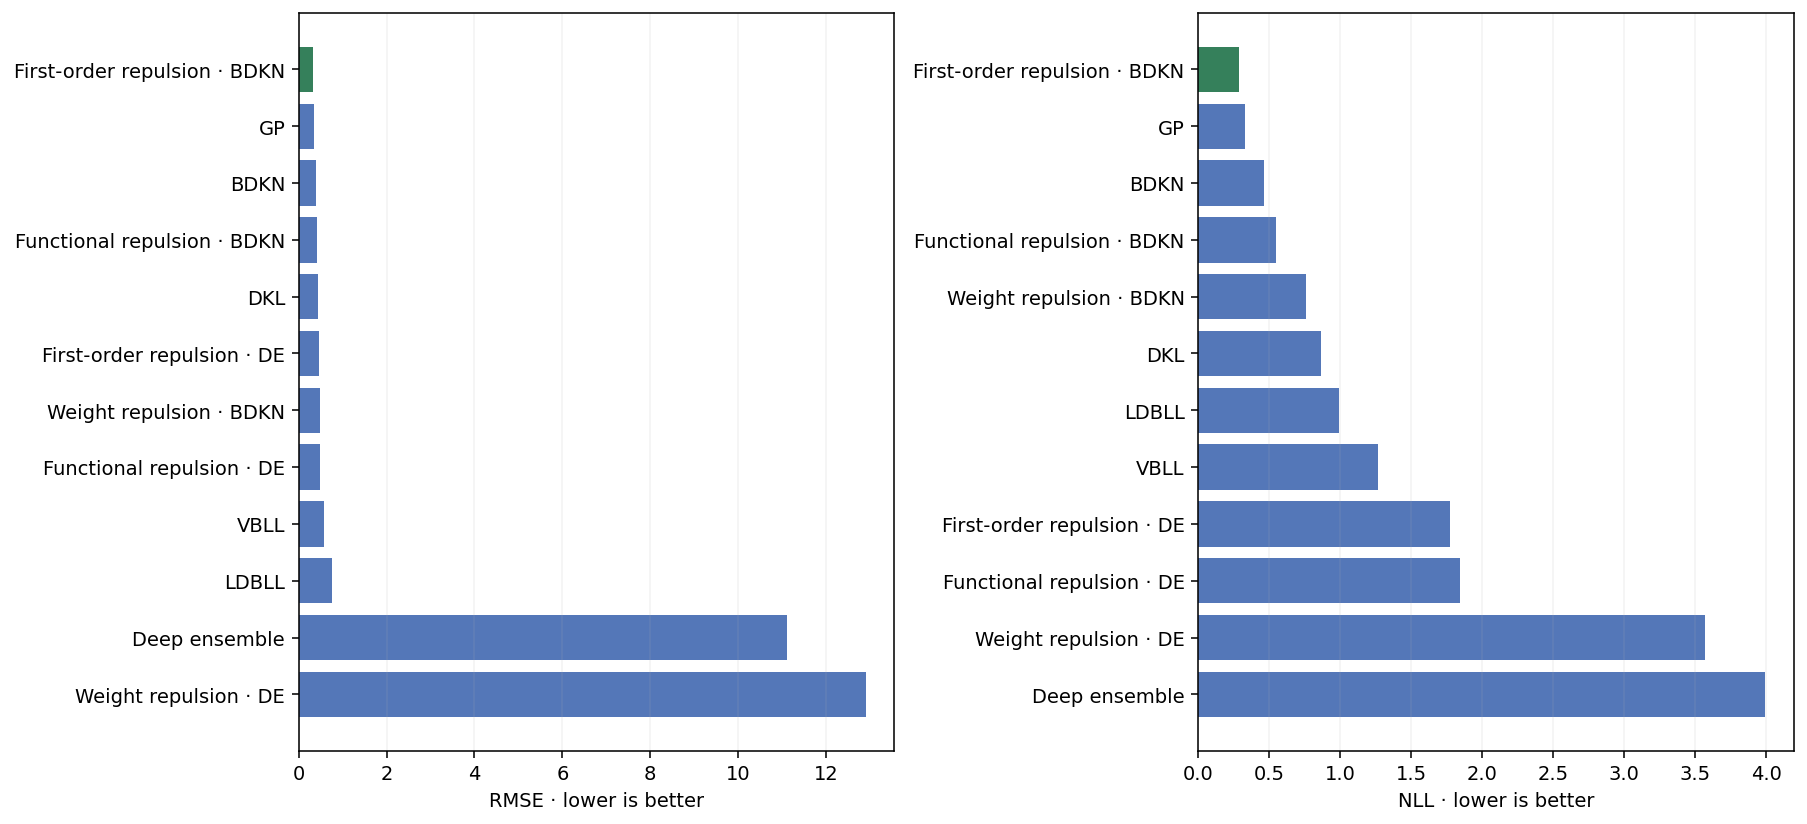 First-order repulsion · BDKN
GP
BDKN
Functional repulsion · BDKN
DKL
First-order repulsion · DE
Weight repulsion · BDKN
Functional repulsion · DE
VBLL
LDBLL
Deep ensemble
Weight repulsion · DE
0 2 4 6 8 10 12
RMSE · lower is better
First-order repulsion · BDKN
GP
BDKN
Functional repulsion · BDKN
Weight repulsion · BDKN
DKL
LDBLL
VBLL
First-order repulsion · DE
Functional repulsion · DE
Weight repulsion · DE
Deep ensemble
0.0 0.5 1.0 1.5 2.0 2.5 3.0 3.5 4.0
NLL · lower is better